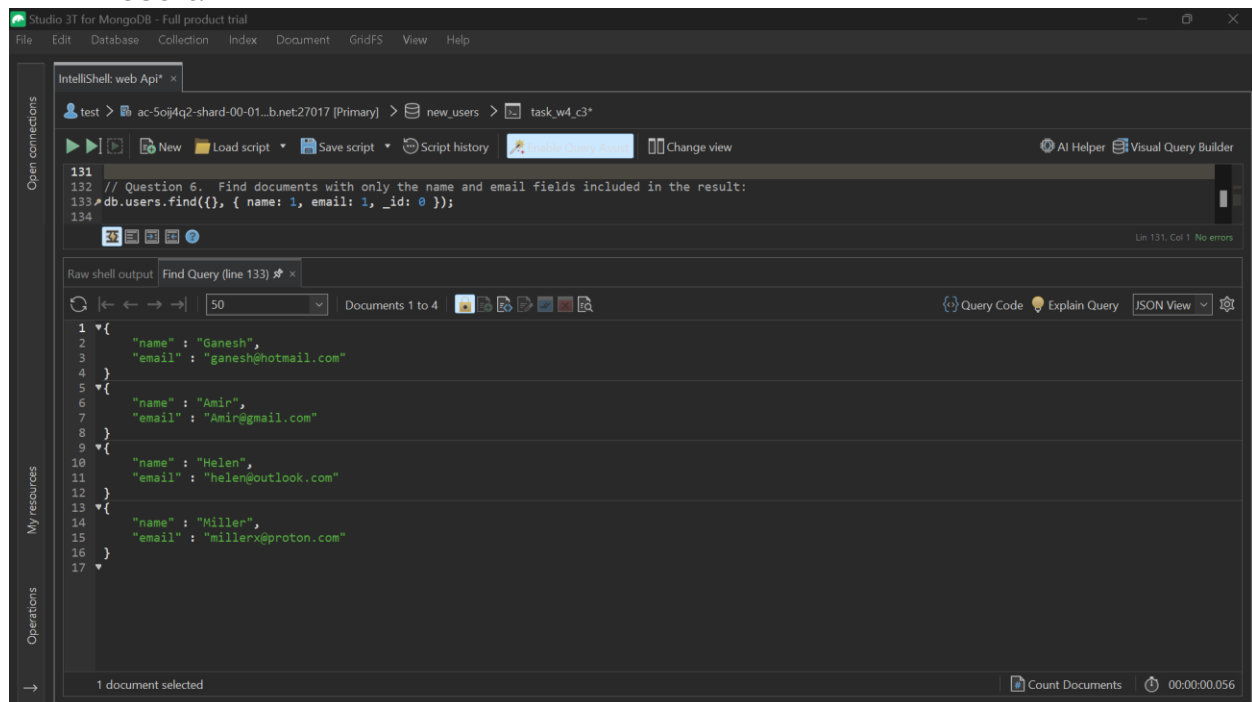 Studio 3T for MongoDB - Full product trial
File Edit Database Collection Index Document GridFS View Help
IntelliShell: web Api* ×
test > ac-5oij4q2-shard-00-01...b.net:27017 [Primary] > new_users > task_w4_c3*
New Load script Save script Script history Enable Query Assist Change view AI Helper Visual Query Builder
131
132 // Question 6. Find documents with only the name and email fields included in the result:
133 db.users.find({}, { name: 1, email: 1, _id: 0 });
134
Lin 131, Col 1 No errors
Raw shell output Find Query (line 133) ×
50 Documents 1 to 4 Query Code Explain Query JSON View
1 {
2 "name" : "Ganesh",
3 "email" : "ganesh@hotmail.com"
4 }
5 {
6 "name" : "Amir",
7 "email" : "Amir@gmail.com"
8 }
9 {
10 "name" : "Helen",
11 "email" : "helen@outlook.com"
12 }
13 {
14 "name" : "Miller",
15 "email" : "millerx@proton.com"
16 }
17
1 document selected Count Documents 00:00:00.056
Open connections
My resources
Operations